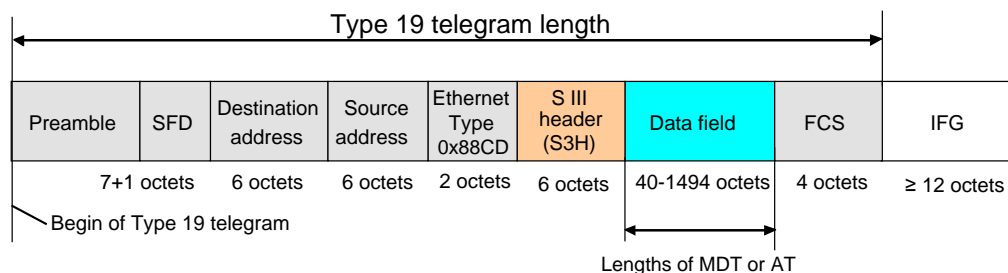 Type 19 telegram length
Preamble
SFD
Destination
address
Source
address
Ethernet
Type
0x88CD
S III
header
(S3H)
Data field
FCS
IFG
7+1 octets
6 octets
6 octets
2 octets
6 octets
40-1494 octets
4 octets
≥ 12 octets
Begin of Type 19 telegram
Lengths of MDT or AT